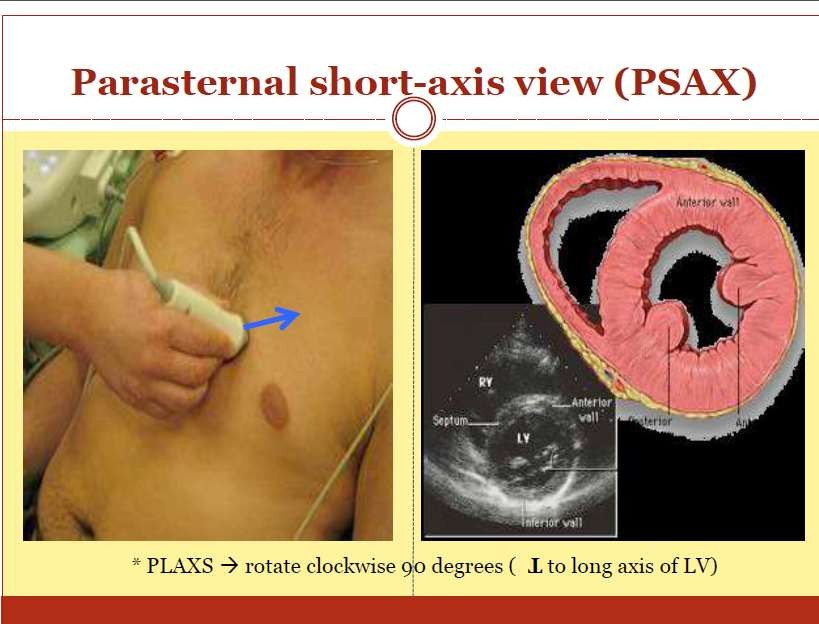 Parasternal short-axis view (PSAX)
Anterior wall
RV
Anterior
wall
Septum
LV
Inferior wall
* PLAXS → rotate clockwise 90 degrees ( ⊥ to long axis of LV)